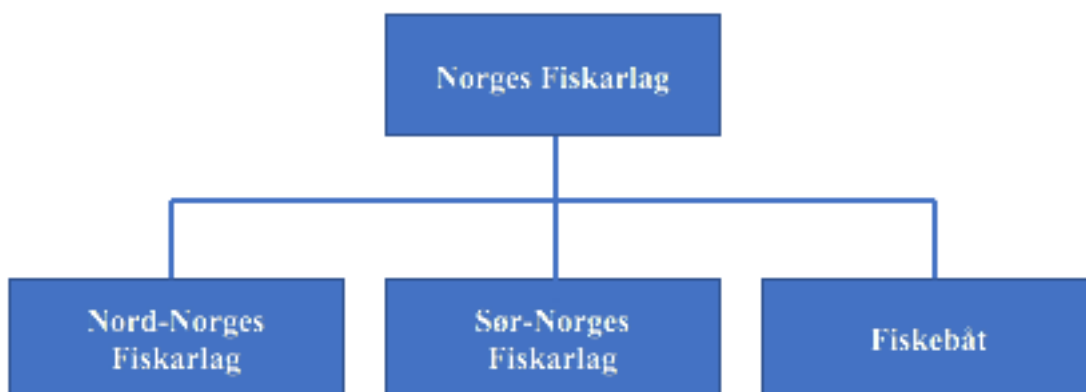 Norges Fiskarlag
Nord-Norges
Fiskarlag
Sør-Norges
Fiskarlag
Fiskebåt